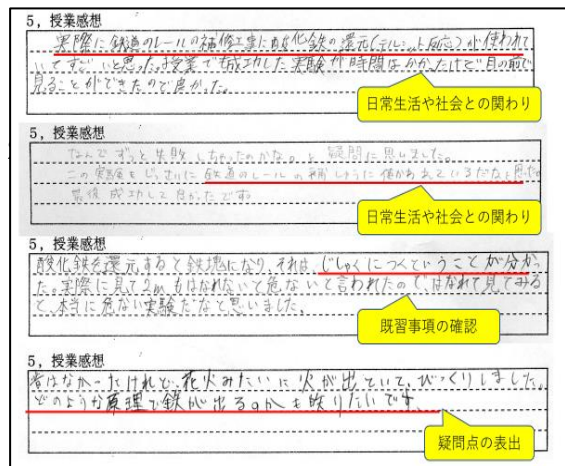 5，授業感想
実際に鉄道のレールの補修工事に酸化鉄の還元(テルミット反応)が使われて
いてすごいと思った。授業でも成功した実験が時間はかかたけど目の前で
見ることができたので良かった。
日常生活や社会との関わり
5，授業感想
なんでずっと失敗しちゃったのかな。と疑問に思いました。
この実験をじっさいに鉄道のレールの補しゅうに使われているだなと思った
最後成功して良かったです。
日常生活や社会との関わり
5，授業感想
酸化鉄を還元すると鉄塊になり、それは、じしゃくにつくということが分かっ
た。実際に見て2m もはなれないと危ないと言われたので、はなれて見てみる
と、本当に危ない実験だなと思いました。
既習事項の確認
5，授業感想
音はなかったけれど、花火みたいに火が出ていて、びっくりしました。
どのような原理で鉄が出るのかも知りたいです。
疑問点の表出